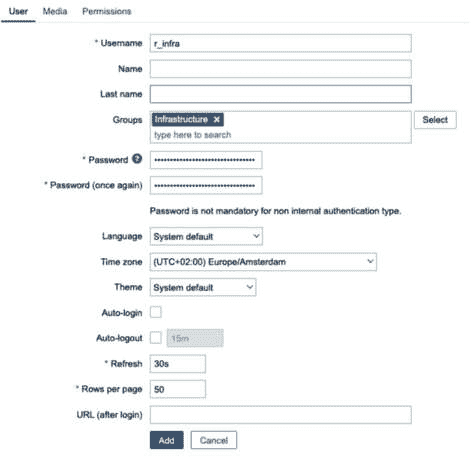 User Media Permissions
* Username r_infra
Name
Last name
Groups Infrastructure × Select
type here to search
* Password ? ••••••••••••••••••••••••••••••••
* Password (once again) ••••••••••••••••••••••••••••••••
Password is not mandatory for non internal authentication type.
Language System default
Time zone (UTC+02:00) Europe/Amsterdam
Theme System default
Auto-login
Auto-logout 15m
* Refresh 30s
* Rows per page 50
URL (after login)
Add Cancel